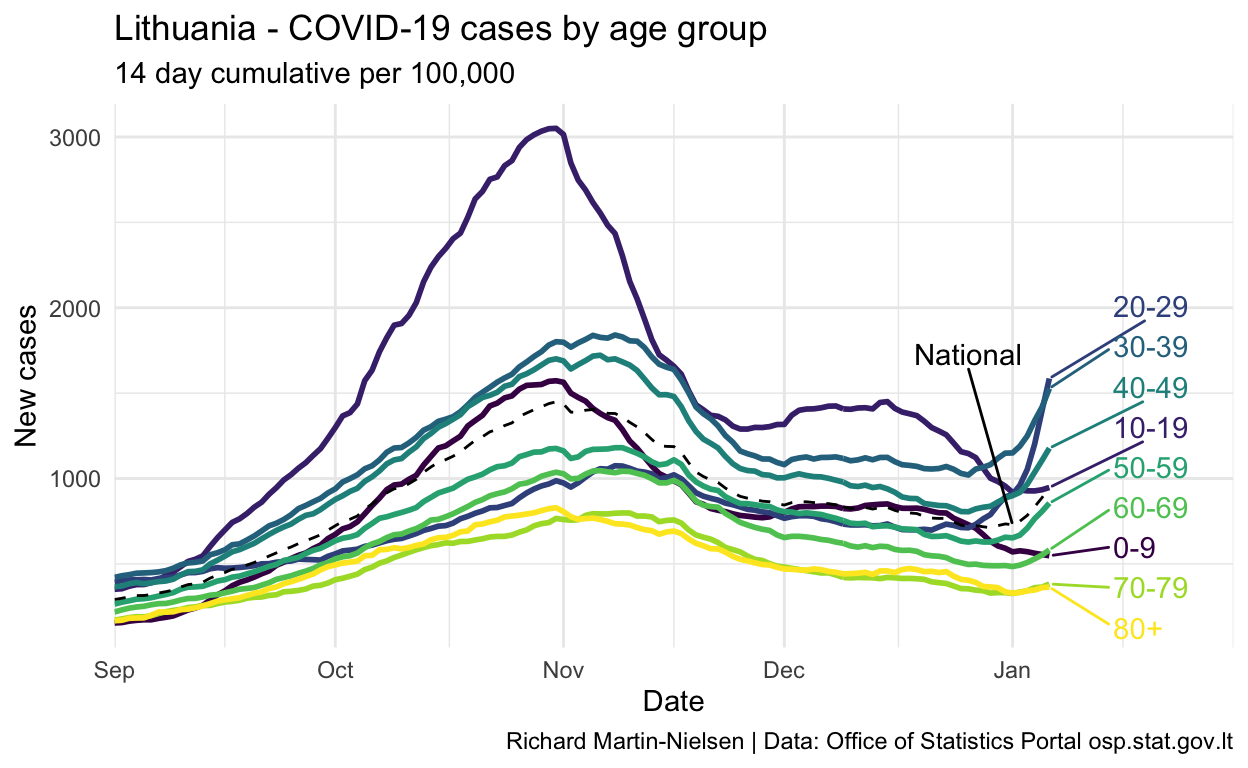 Lithuania - COVID-19 cases by age group
14 day cumulative per 100,000
3000
2000
1000
New cases
National
20-29
30-39
40-49
10-19
50-59
60-69
0-9
70-79
80+
Sep Oct Nov Dec Jan
Date
Richard Martin-Nielsen | Data: Office of Statistics Portal osp.stat.gov.lt